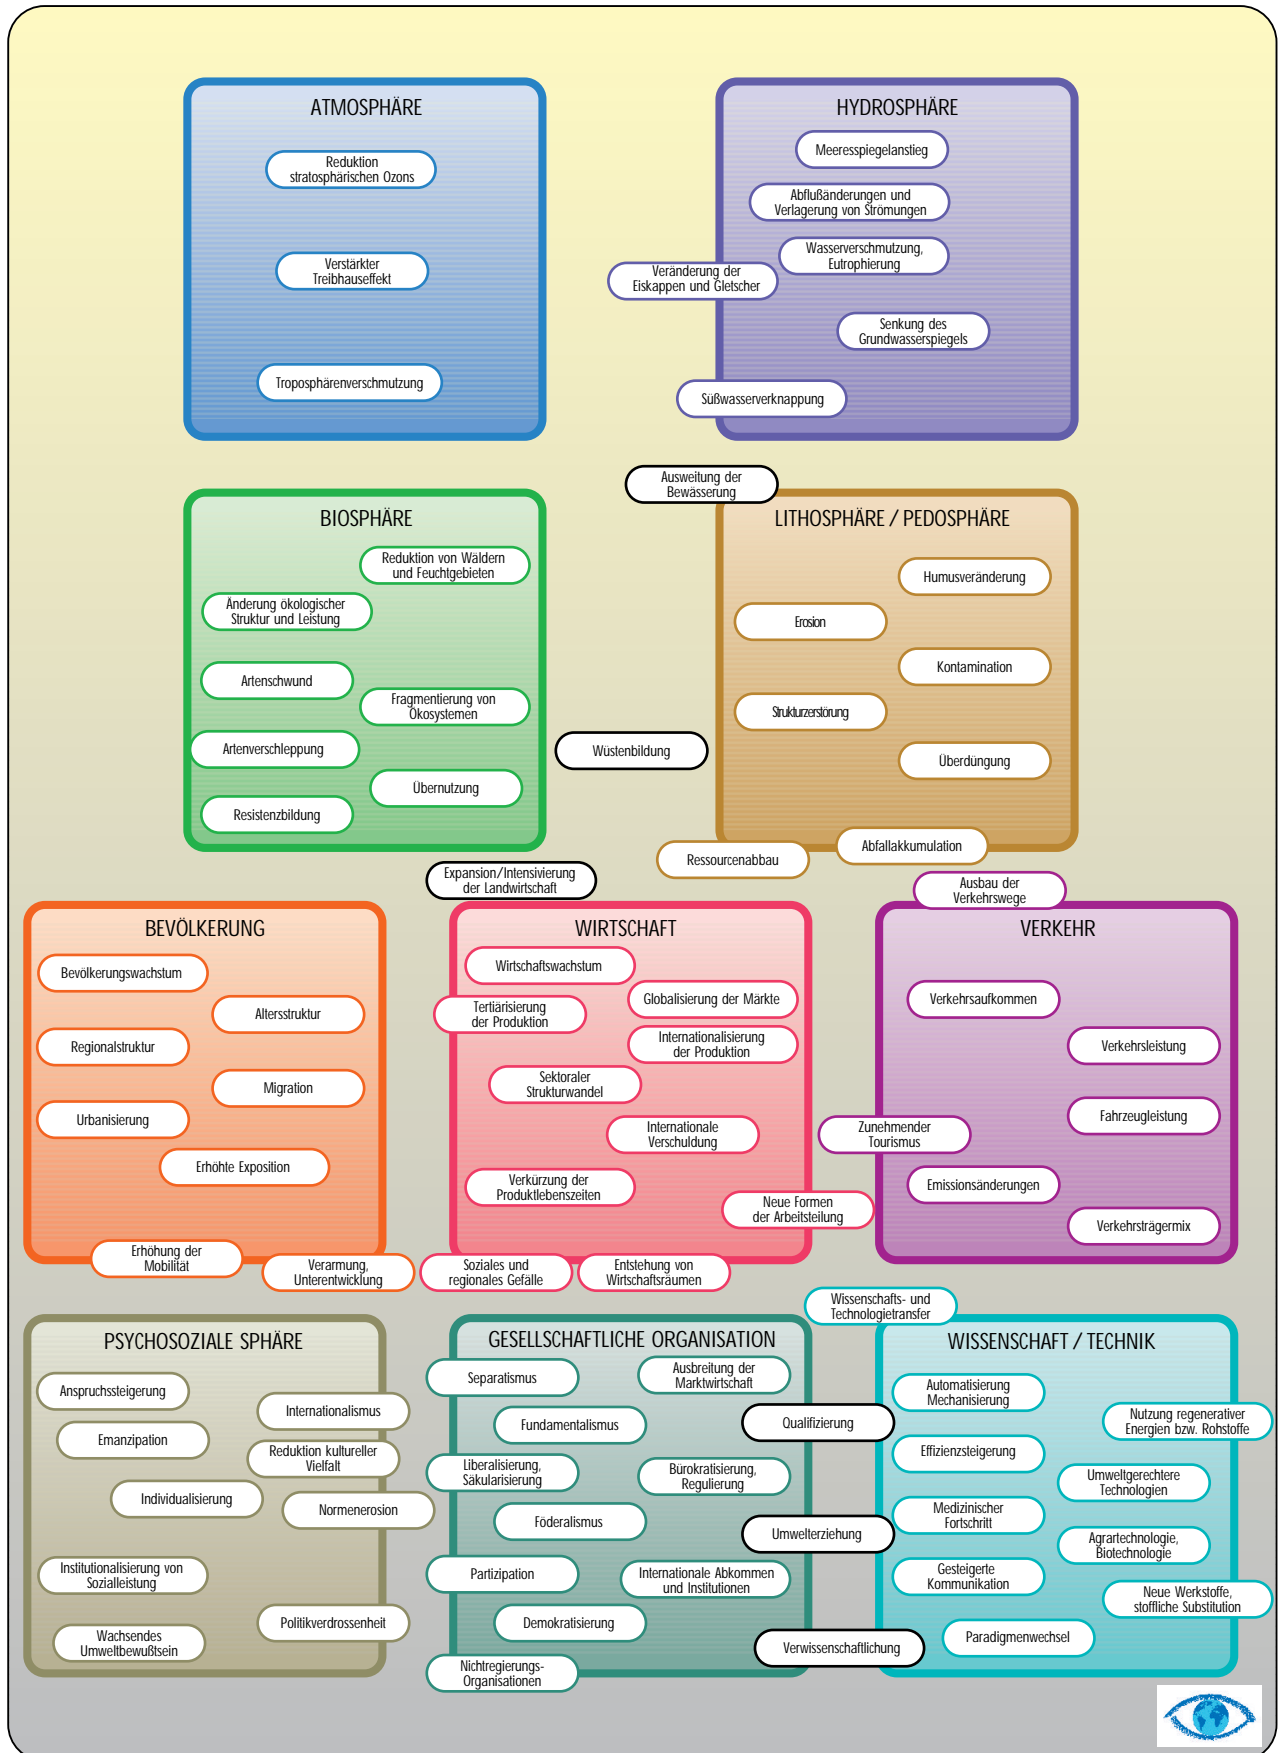 ATMOSPHÄRE
Reduktion
stratosphärischen Ozons
Verstärkter
Treibhauseffekt
Troposphärenverschmutzung
HYDROSPHÄRE
Meeresspiegelanstieg
Abflußänderungen und
Verlagerung von Strömungen
Wasserverschmutzung,
Eutrophierung
Veränderung der
Eiskappen und Gletscher
Senkung des
Grundwasserspiegels
Süßwasserverknappung
Ausweitung der
Bewässerung
BIOSPHÄRE
Reduktion von Wäldern
und Feuchtgebieten
Änderung ökologischer
Struktur und Leistung
Artenschwund
Fragmentierung von
Ökosystemen
Artenverschleppung
Übernutzung
Resistenzbildung
Wüstenbildung
LITHOSPHÄRE / PEDOSPHÄRE
Humusveränderung
Erosion
Kontamination
Strukturzerstörung
Überdüngung
Abfallakkumulation
Ressourcenabbau
Expansion/Intensivierung
der Landwirtschaft
Ausbau der
Verkehrswege
BEVÖLKERUNG
Bevölkerungswachstum
Altersstruktur
Regionalstruktur
Migration
Urbanisierung
Erhöhte Exposition
Erhöhung der
Mobilität
Verarmung,
Unterentwicklung
WIRTSCHAFT
Wirtschaftswachstum
Globalisierung der Märkte
Tertiärisierung
der Produktion
Internationalisierung
der Produktion
Sektoraler
Strukturwandel
Internationale
Verschuldung
Verkürzung der
Produktlebenszeiten
Neue Formen
der Arbeitsteilung
Soziales und
regionales Gefälle
Entstehung von
Wirtschaftsräumen
VERKEHR
Verkehrsaufkommen
Verkehrsleistung
Fahrzeugleistung
Zunehmender
Tourismus
Emissionsänderungen
Verkehrsträgermix
Wissenschafts- und
Technologietransfer
PSYCHOSOZIALE SPHÄRE
Anspruchssteigerung
Internationalismus
Emanzipation
Reduktion kultureller
Vielfalt
Individualisierung
Normenerosion
Institutionalisierung von
Sozialleistung
Politikverdrossenheit
Wachsendes
Umweltbewußtsein
GESELLSCHAFTLICHE ORGANISATION
Separatismus
Ausbreitung der
Marktwirtschaft
Fundamentalismus
Qualifizierung
Liberalisierung,
Säkularisierung
Bürokratisierung,
Regulierung
Föderalismus
Umwelterziehung
Partizipation
Internationale Abkommen
und Institutionen
Demokratisierung
Verwissenschaftlichung
Nichtregierungs-
Organisationen
WISSENSCHAFT / TECHNIK
Automatisierung
Mechanisierung
Nutzung regenerativer
Energien bzw. Rohstoffe
Effizienzsteigerung
Umweltgerechtere
Technologien
Medizinischer
Fortschritt
Agrartechnologie,
Biotechnologie
Gesteigerte
Kommunikation
Neue Werkstoffe,
stoffliche Substitution
Paradigmenwechsel